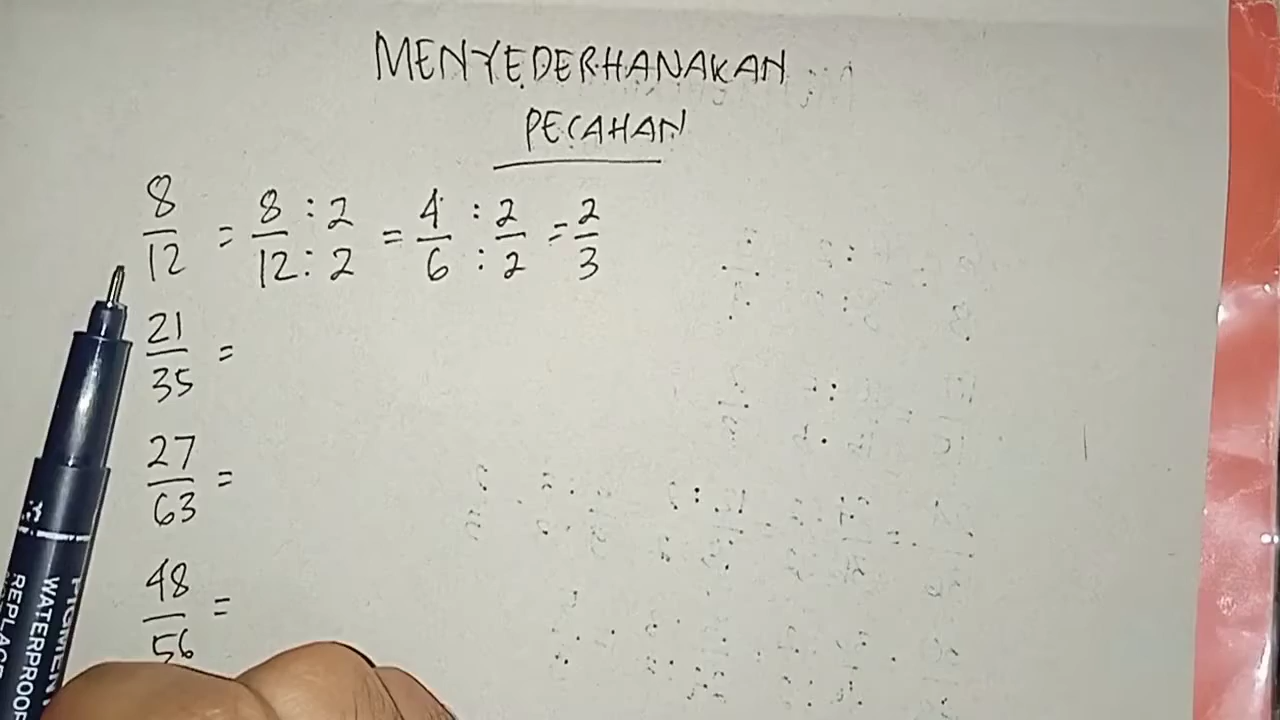 MENYEDERHANAKAN
PECAHAN
8/12 = 8 : 2/12 : 2 = 4 : 2/6 : 2 = 2/3
21/35 =
27/63 =
48/56 =
WATERPROOF